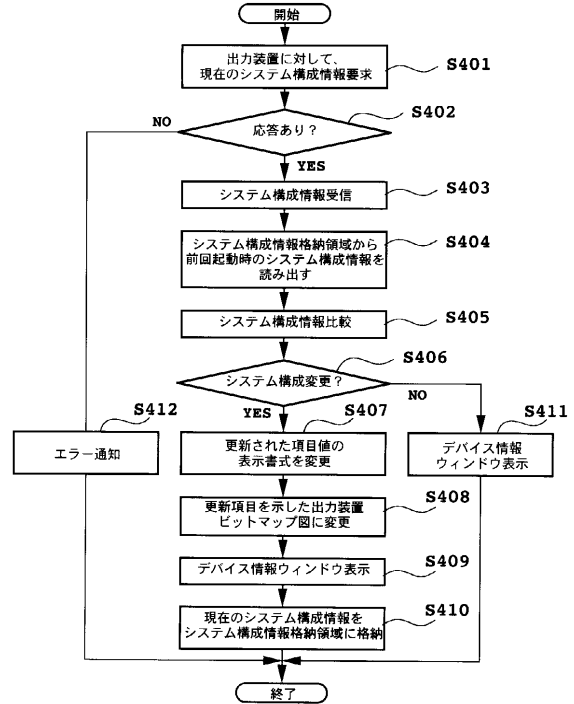 開始
出力装置に対して、
現在のシステム構成情報要求
S401
S402
NO
応答あり？
YES
システム構成情報受信
S403
システム構成情報格納領域から
前回起動時のシステム構成情報を
読み出す
S404
システム構成情報比較
S405
S406
システム構成変更？
NO
YES
S412
S407
S411
エラー通知
更新された項目値の
表示書式を変更
デバイス情報
ウィンドウ表示
S408
更新項目を示した出力装置
ビットマップ図に変更
デバイス情報ウィンドウ表示
S409
現在のシステム構成情報を
システム構成情報格納領域に格納
S410
終了